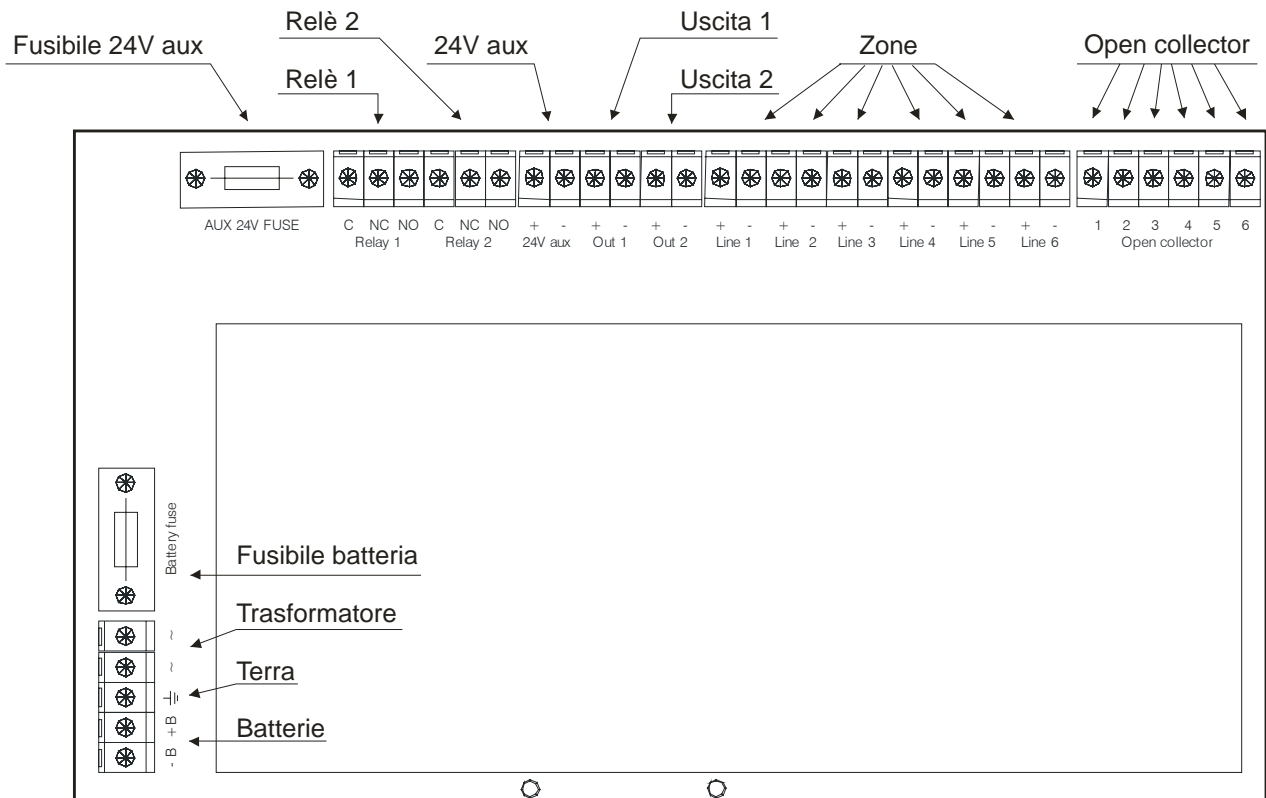 Relè 2
Uscita 1
Fusibile 24V aux
24V aux
Zone
Open collector
Relè 1
Uscita 2
AUX 24V FUSE
C NC NO C NC NO + - + - + - + - + - + - + - + - + - 1 2 3 4 5 6
Relay 1 Relay 2 24V aux Out 1 Out 2 Line 1 Line 2 Line 3 Line 4 Line 5 Line 6 Open collector
Battery fuse
Fusibile batteria
Trasformatore
~
~
Terra
Batterie
+ B
- B